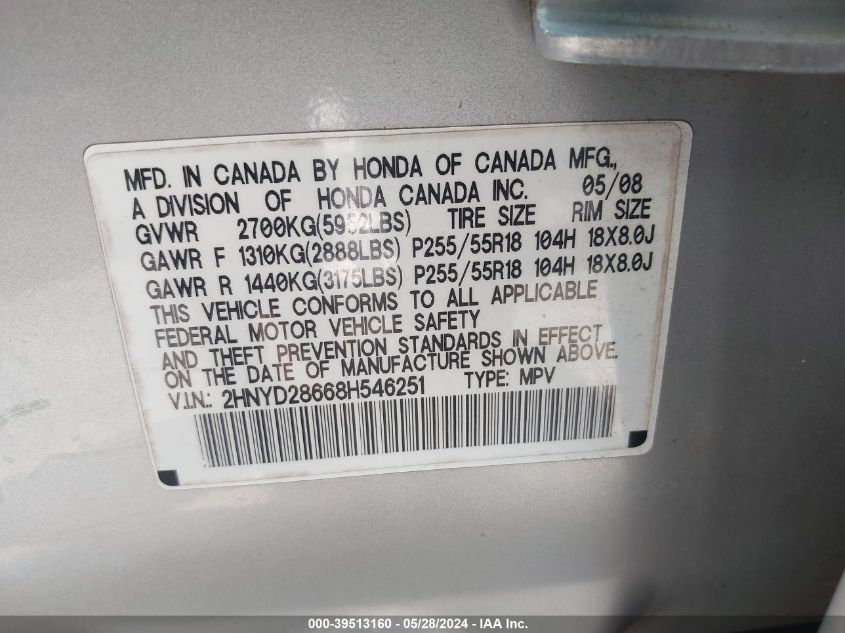 MFD. IN CANADA BY HONDA OF CANADA MFG.,
A DIVISION OF HONDA CANADA INC. 05/08
GVWR 2700KG(5952LBS) TIRE SIZE RIM SIZE
GAWR F 1310KG(2888LBS) P255/55R18 104H 18X8.0J
GAWR R 1440KG(3175LBS) P255/55R18 104H 18X8.0J
THIS VEHICLE CONFORMS TO ALL APPLICABLE
FEDERAL MOTOR VEHICLE SAFETY
AND THEFT PREVENTION STANDARDS IN EFFECT
ON THE DATE OF MANUFACTURE SHOWN ABOVE.
V.I.N.: 2HNYD28668H546251 TYPE: MPV
000-39513160 - 05/28/2024 - IAA Inc.